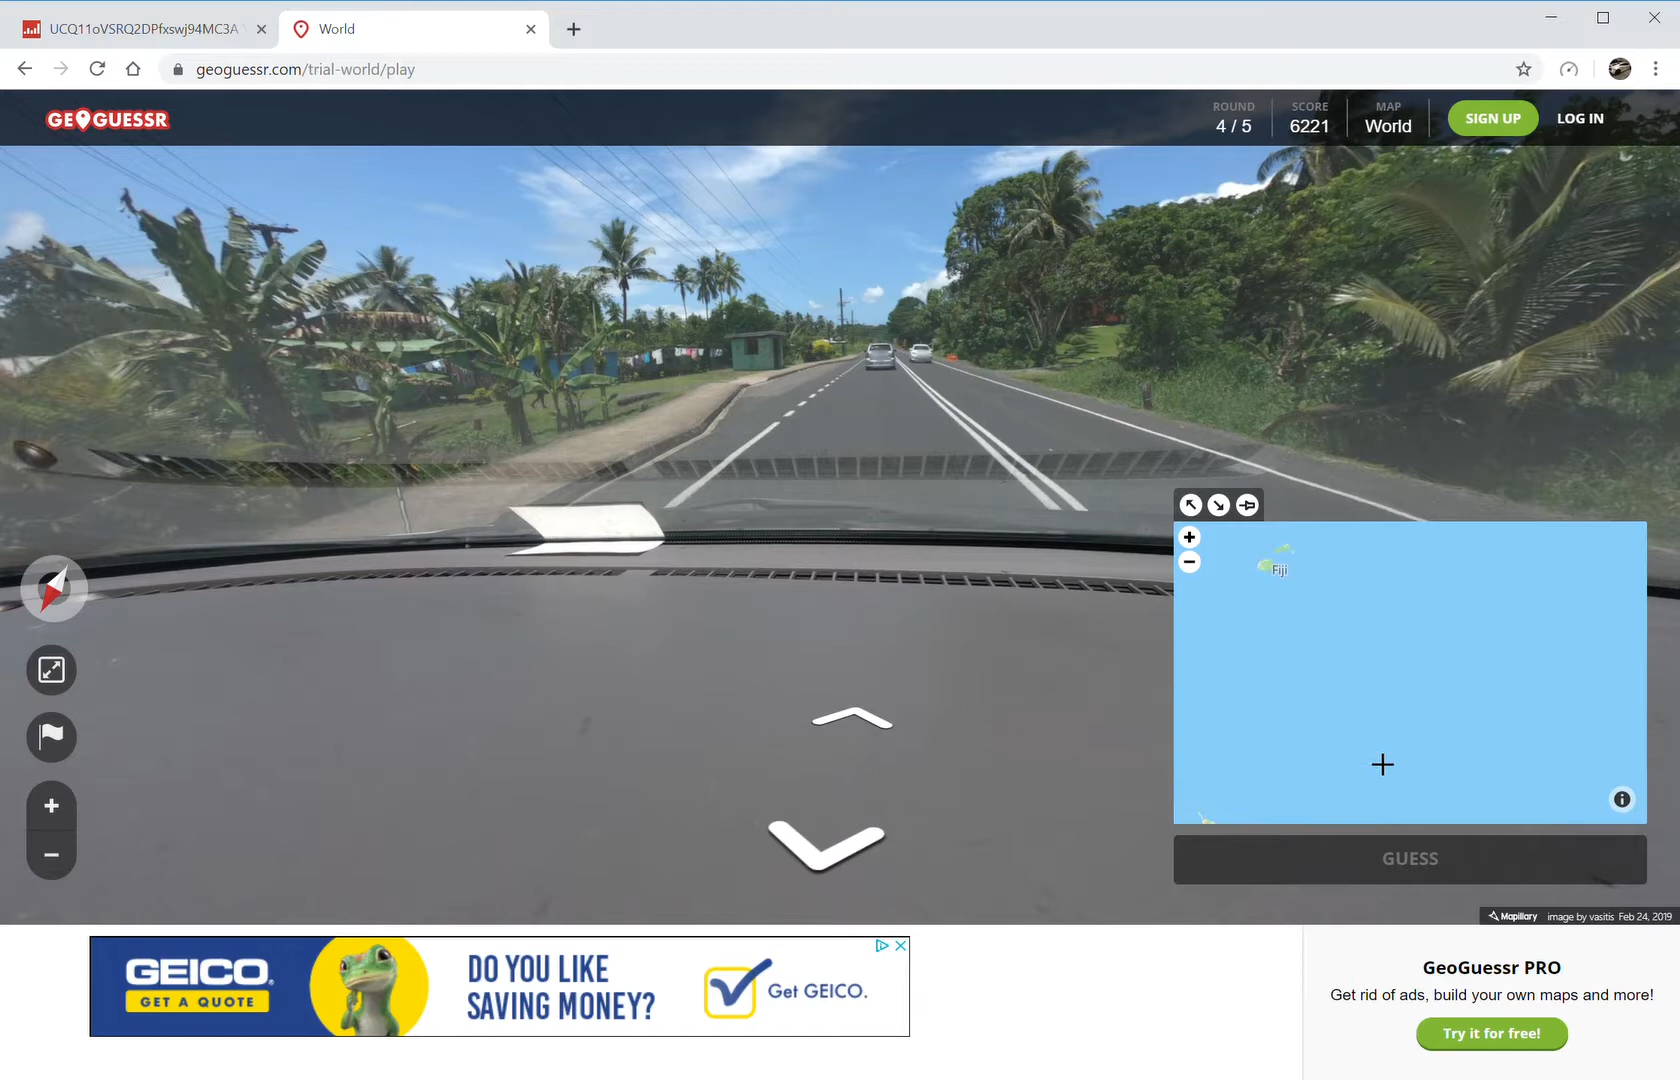 UCQ11oVSRQ2DPfxswj94MC3A
World
geoguessr.com/trial-world/play
GEOGUESSR
ROUND
4 / 5
SCORE
6221
MAP
World
SIGN UP
LOG IN
Fiji
GUESS
Mapillary image by vasitis Feb 24, 2019
GEICO
GET A QUOTE
DO YOU LIKE
SAVING MONEY?
Get GEICO.
GeoGuessr PRO
Get rid of ads, build your own maps and more!
Try it for free!